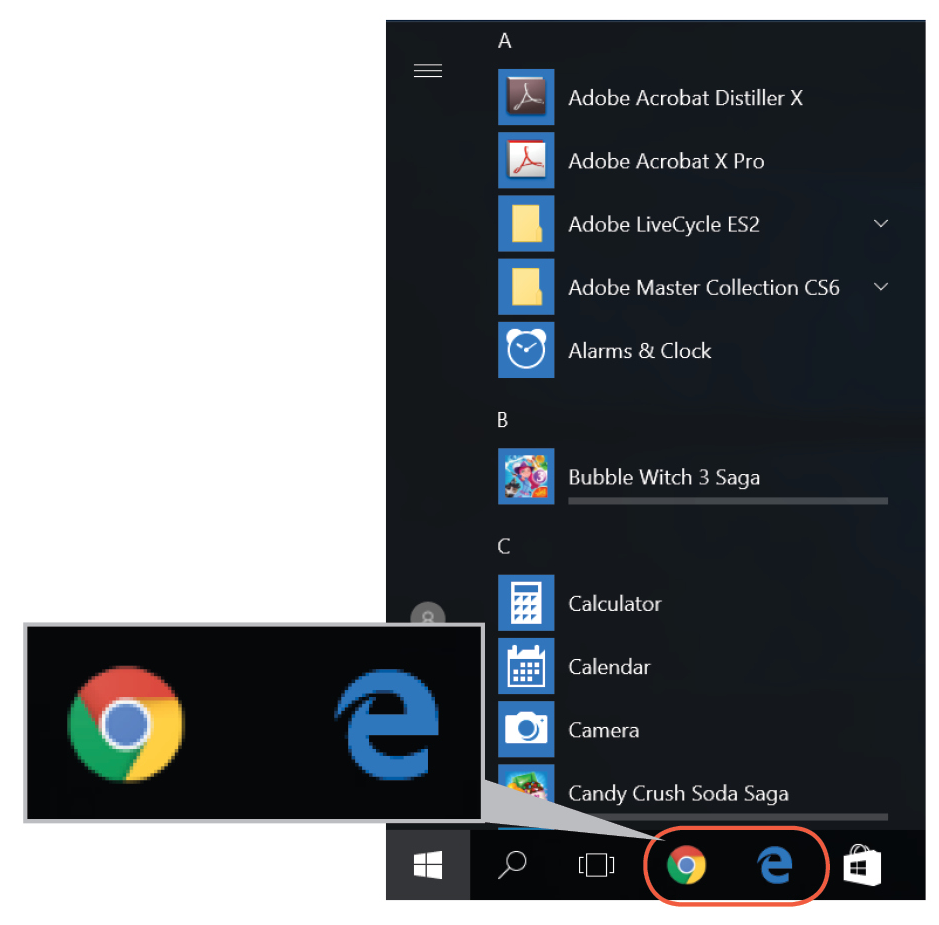 A
Adobe Acrobat Distiller X
Adobe Acrobat X Pro
Adobe LiveCycle ES2
Adobe Master Collection CS6
Alarms & Clock
B
Bubble Witch 3 Saga
C
Calculator
Calendar
Camera
Candy Crush Soda Saga